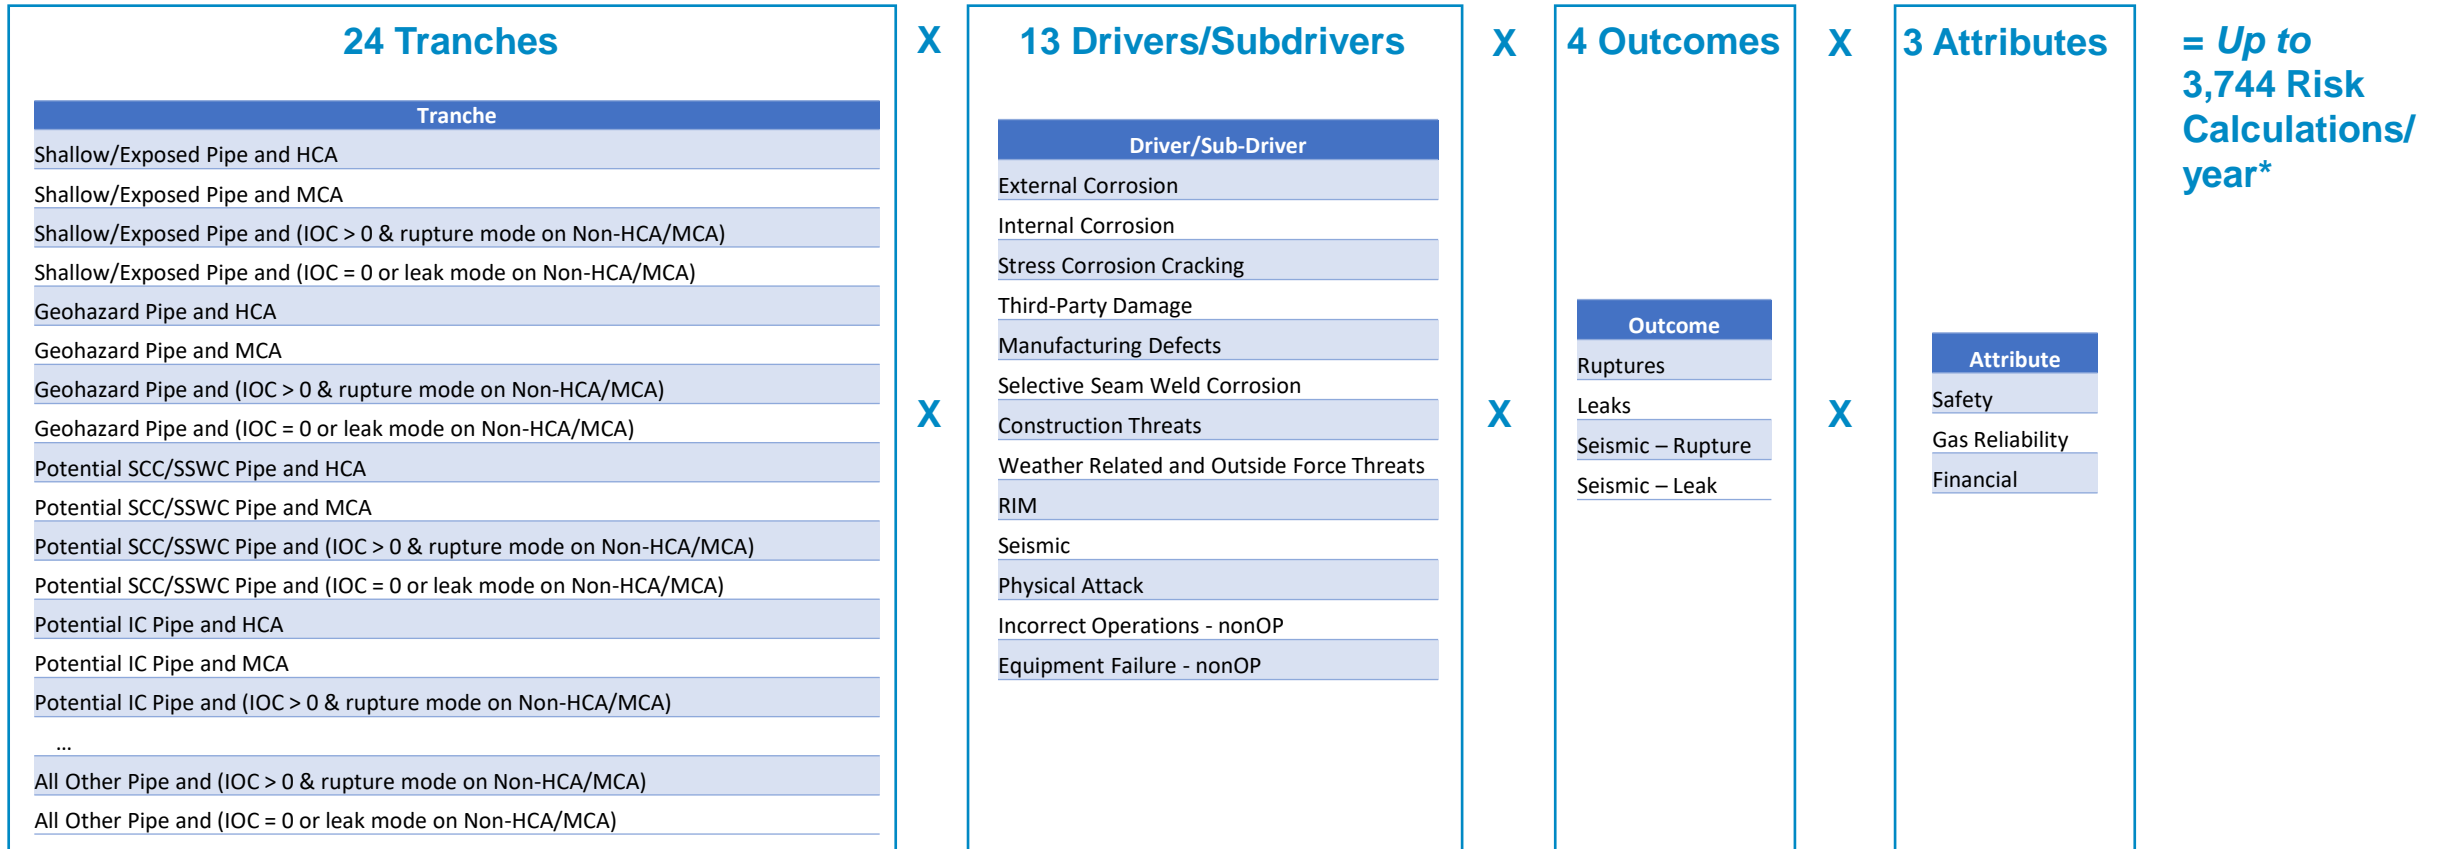 24 Tranches
X
13 Drivers/Subdrivers
X
4 Outcomes
X
3 Attributes
= Up to
3,744 Risk
Calculations/
year*
Tranche
Shallow/Exposed Pipe and HCA
Shallow/Exposed Pipe and MCA
Shallow/Exposed Pipe and (IOC > 0 & rupture mode on Non-HCA/MCA)
Shallow/Exposed Pipe and (IOC = 0 or leak mode on Non-HCA/MCA)
Geohazard Pipe and HCA
Geohazard Pipe and MCA
Geohazard Pipe and (IOC > 0 & rupture mode on Non-HCA/MCA)
Geohazard Pipe and (IOC = 0 or leak mode on Non-HCA/MCA)
Potential SCC/SSWC Pipe and HCA
Potential SCC/SSWC Pipe and MCA
Potential SCC/SSWC Pipe and (IOC > 0 & rupture mode on Non-HCA/MCA)
Potential SCC/SSWC Pipe and (IOC = 0 or leak mode on Non-HCA/MCA)
Potential IC Pipe and HCA
Potential IC Pipe and MCA
Potential IC Pipe and (IOC > 0 & rupture mode on Non-HCA/MCA)
...
All Other Pipe and (IOC > 0 & rupture mode on Non-HCA/MCA)
All Other Pipe and (IOC = 0 or leak mode on Non-HCA/MCA)
X
Driver/Sub-Driver
External Corrosion
Internal Corrosion
Stress Corrosion Cracking
Third-Party Damage
Manufacturing Defects
Selective Seam Weld Corrosion
Construction Threats
Weather Related and Outside Force Threats
RIM
Seismic
Physical Attack
Incorrect Operations - nonOP
Equipment Failure - nonOP
X
Outcome
Ruptures
Leaks
Seismic – Rupture
Seismic – Leak
X
Attribute
Safety
Gas Reliability
Financial